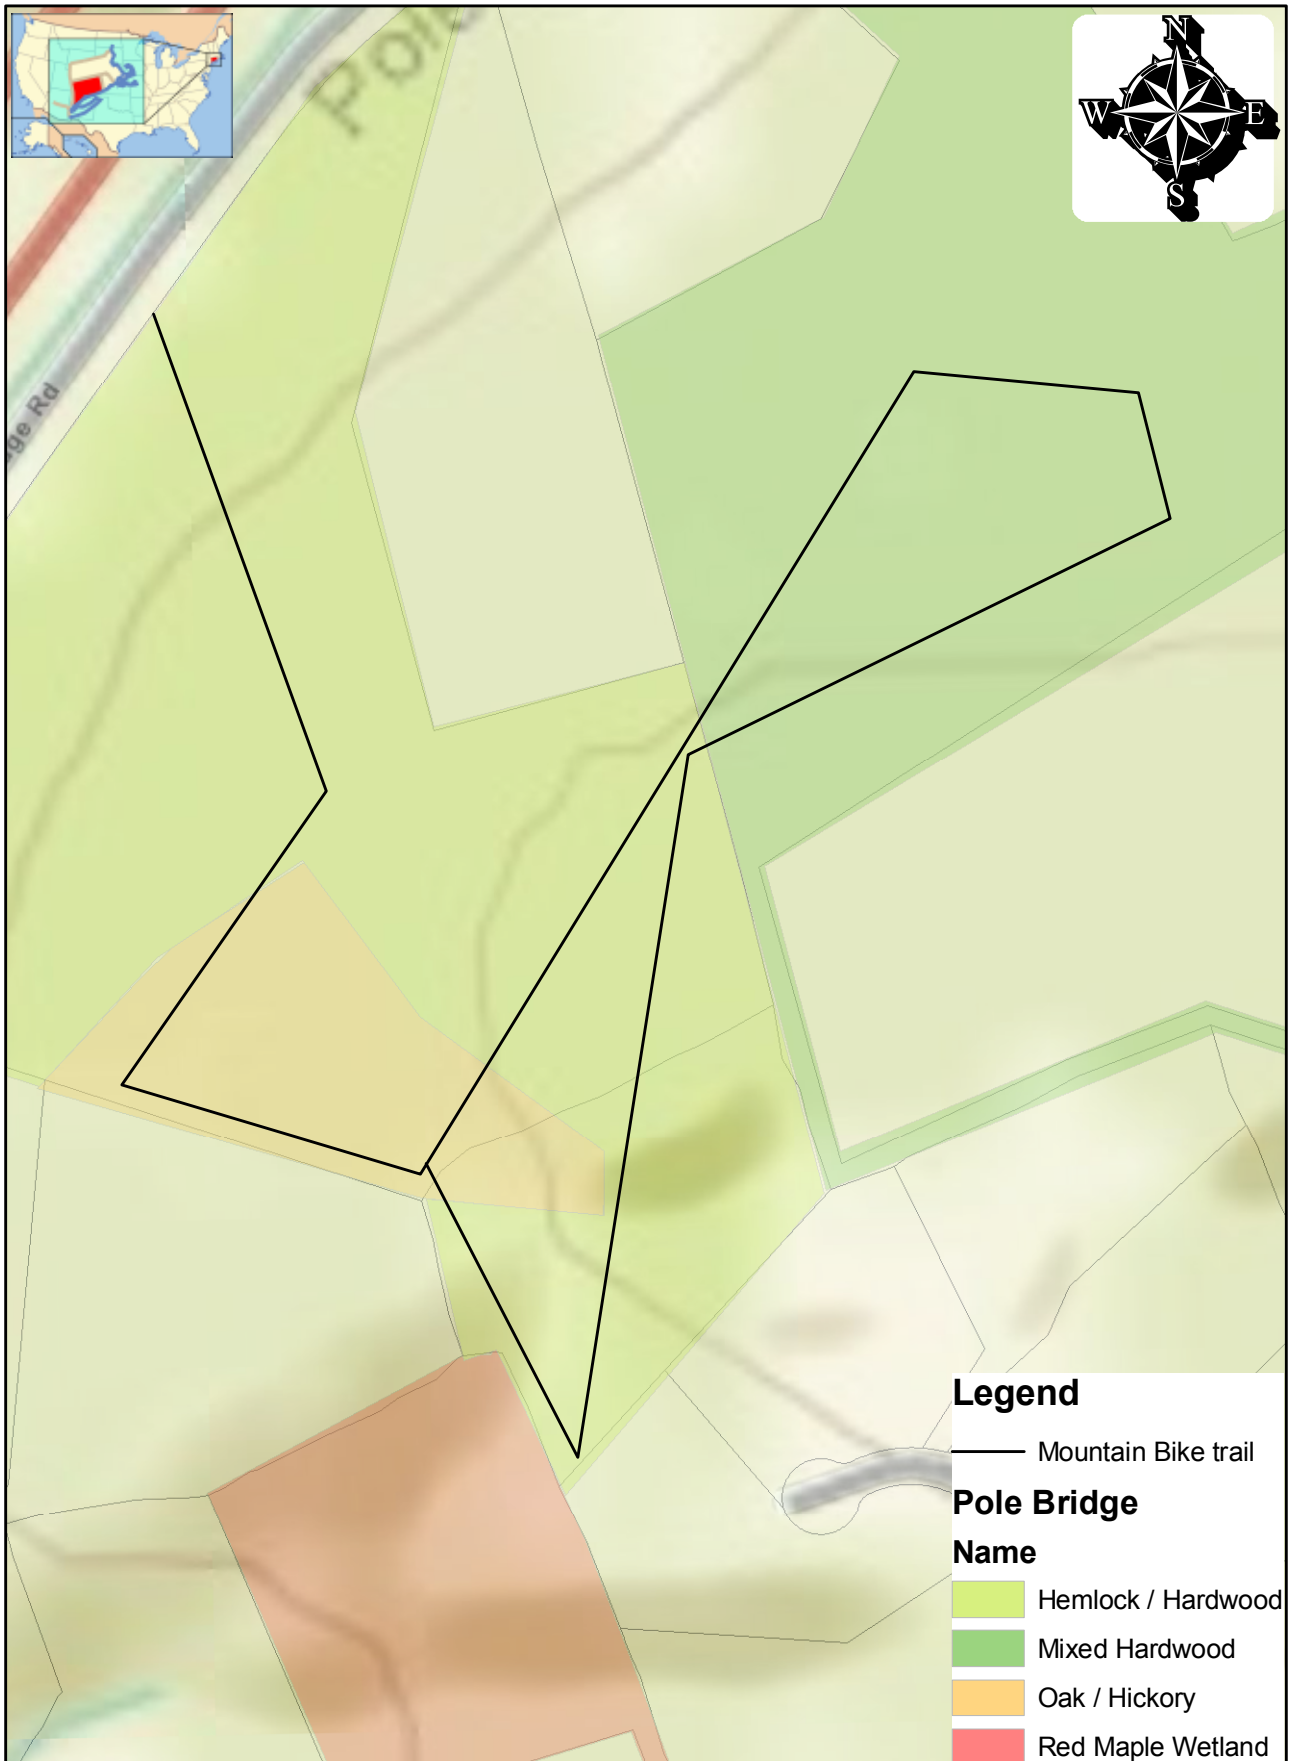 N
W
E
S
Legend
Mountain Bike trail
Pole Bridge
Name
Hemlock / Hardwood
Mixed Hardwood
Oak / Hickory
Red Maple Wetland
ge Rd
Pole